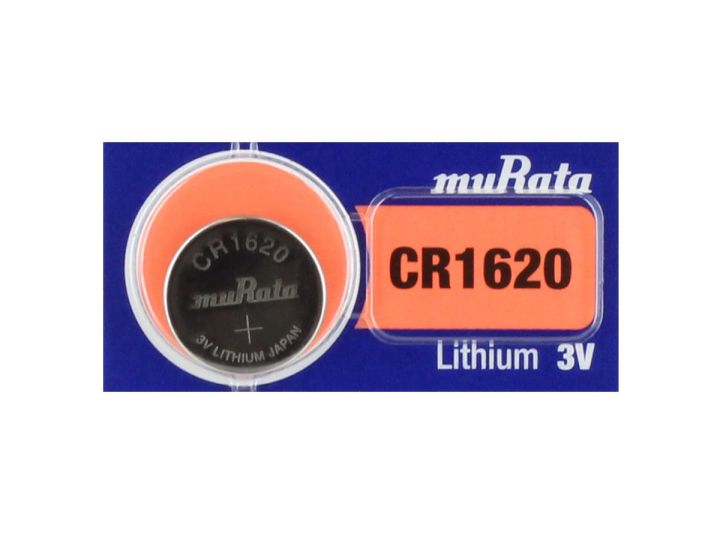 muRata
CR1620
Lithium 3V
CR1620
muRata
+
3V LITHIUM JAPAN